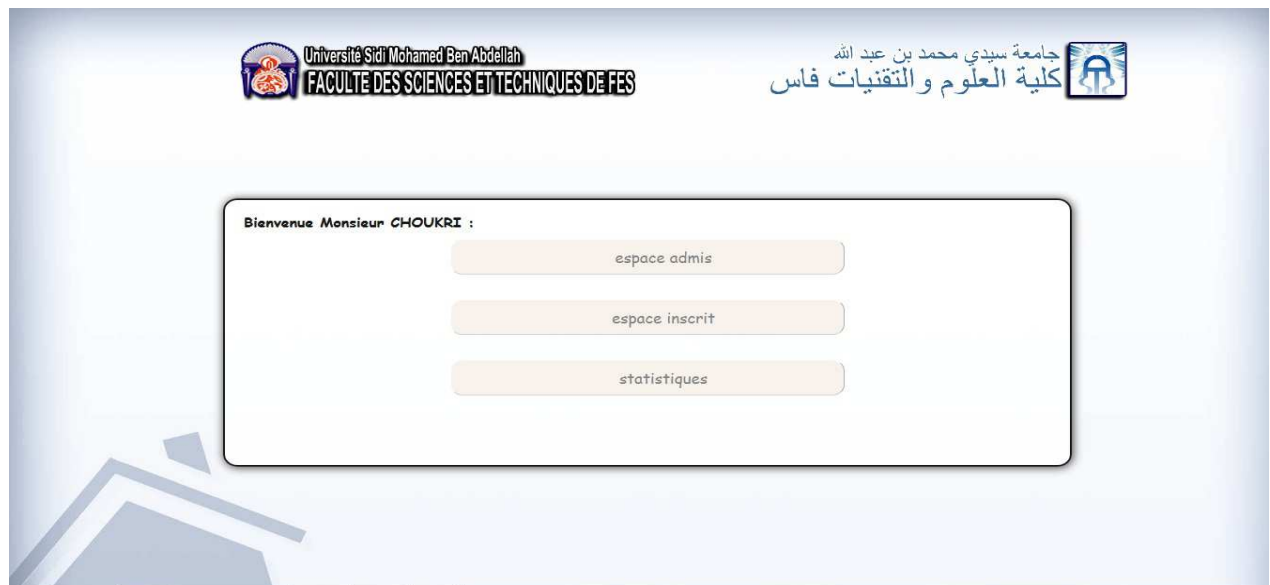 Université Sidi Mohamed Ben Abdellah
FACULTE DES SCIENCES ET TECHNIQUES DE FES
جامعة سيدي محمد بن عبد الله
كلية العلوم و التقنيات فاس
Bienvenue Monsieur CHOUKRI :
espace admis
espace inscrit
statistiques